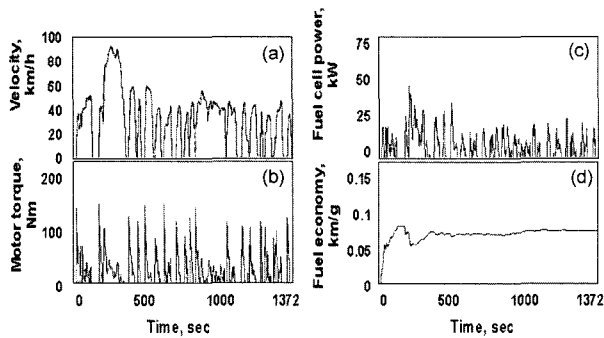 Velocity,
km/h
100
80
60
40
20
0
(a)
Motor torque,
Nm
200
100
0
(b)
0 500 1000 1372
Time, sec
Fuel cell power,
kW
75
50
25
0
(c)
Fuel economy,
km/g
0.15
0.1
0.05
0
(d)
0 500 1000 1372
Time, sec